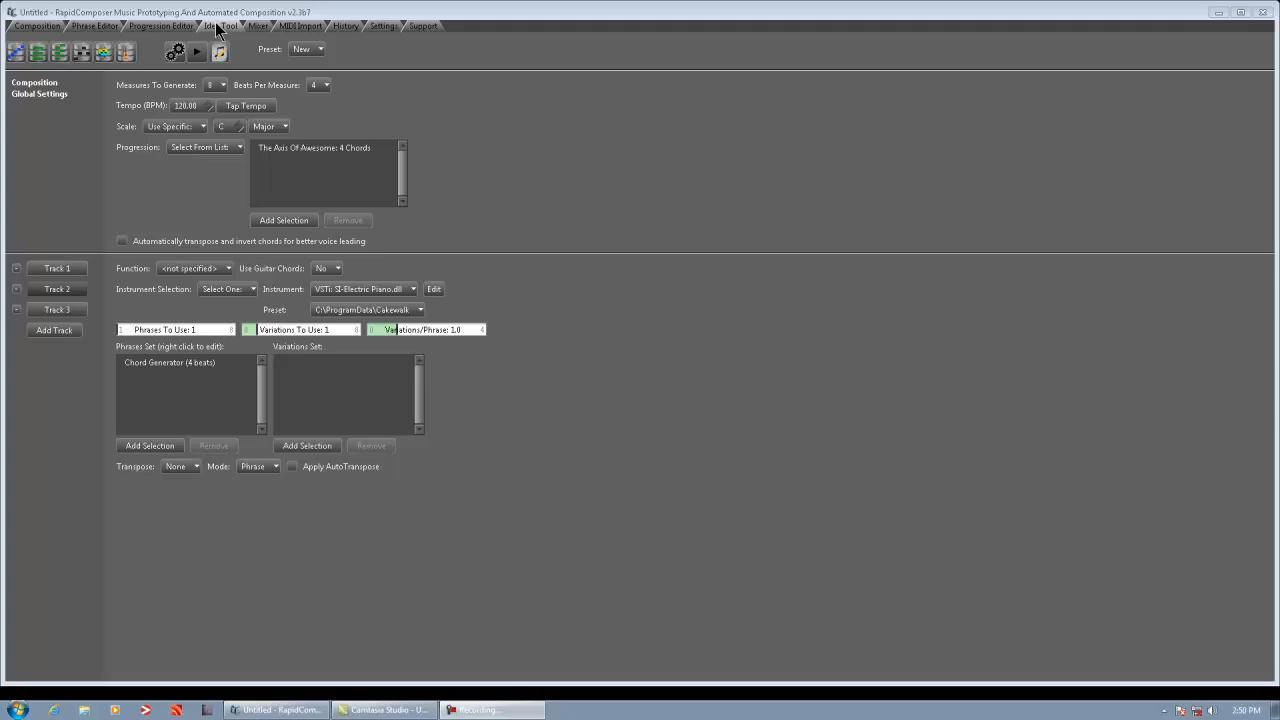 Untitled - RapidComposer Music Prototyping And Automated Composition v2.3b7
Composition Phrase Editor Progression Editor Idea Tool Mixer MIDI Import History Settings Support
Preset: New
Composition
Global Settings
Measures To Generate: 8 Beats Per Measure: 4
Tempo (BPM): 120.00 Tap Tempo
Scale: Use Specific: C Major
Progression: Select From List: The Axis Of Awesome: 4 Chords
Add Selection Remove
Automatically transpose and invert chords for better voice leading
Track 1 Function: <not specified> Use Guitar Chords: No
Track 2 Instrument Selection: Select One: Instrument: VSTi: SI-Electric Piano.dll Edit
Track 3 Preset: C:\ProgramData\Cakewalk
Add Track 1 Phrases To Use: 1 8 0 Variations To Use: 1 8 0 Variations/Phrase: 1.0 4
Phrases Set (right click to edit): Variations Set:
Chord Generator (4 beats)
Add Selection Remove Add Selection Remove
Transpose: None Mode: Phrase Apply AutoTranspose
Untitled - RapidCom... Camtasia Studio - U... Recording... 2:50 PM